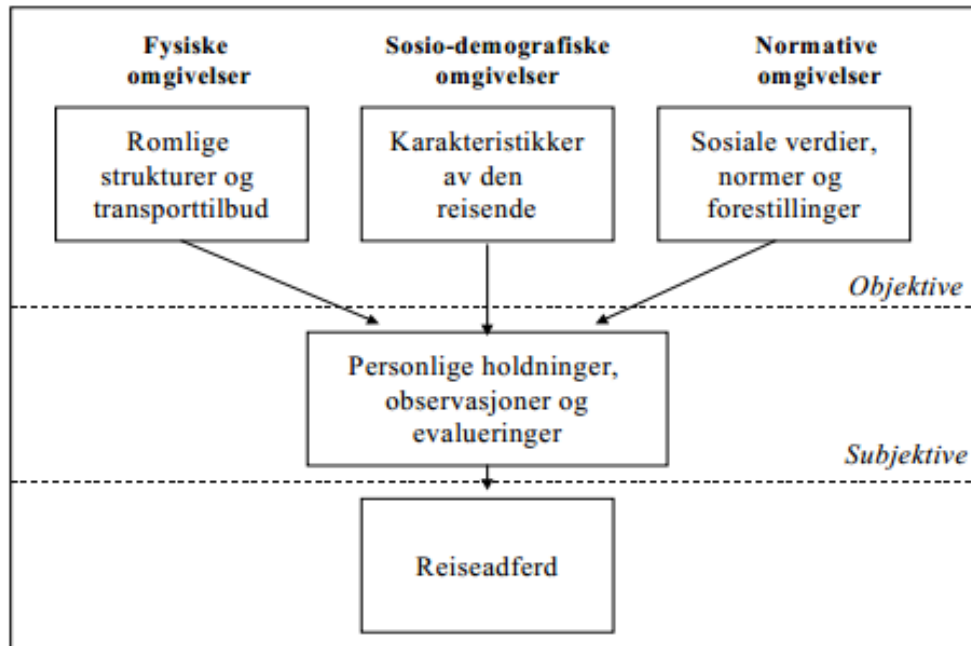 Fysiske
omgivelser
Sosio-demografiske
omgivelser
Normative
omgivelser
Romlige
strukturer og
transporttilbud
Karakteristikker
av den
reisende
Sosiale verdier,
normer og
forestillinger
Objektive
Personlige holdninger,
observasjoner og
evalueringer
Subjektive
Reiseadferd